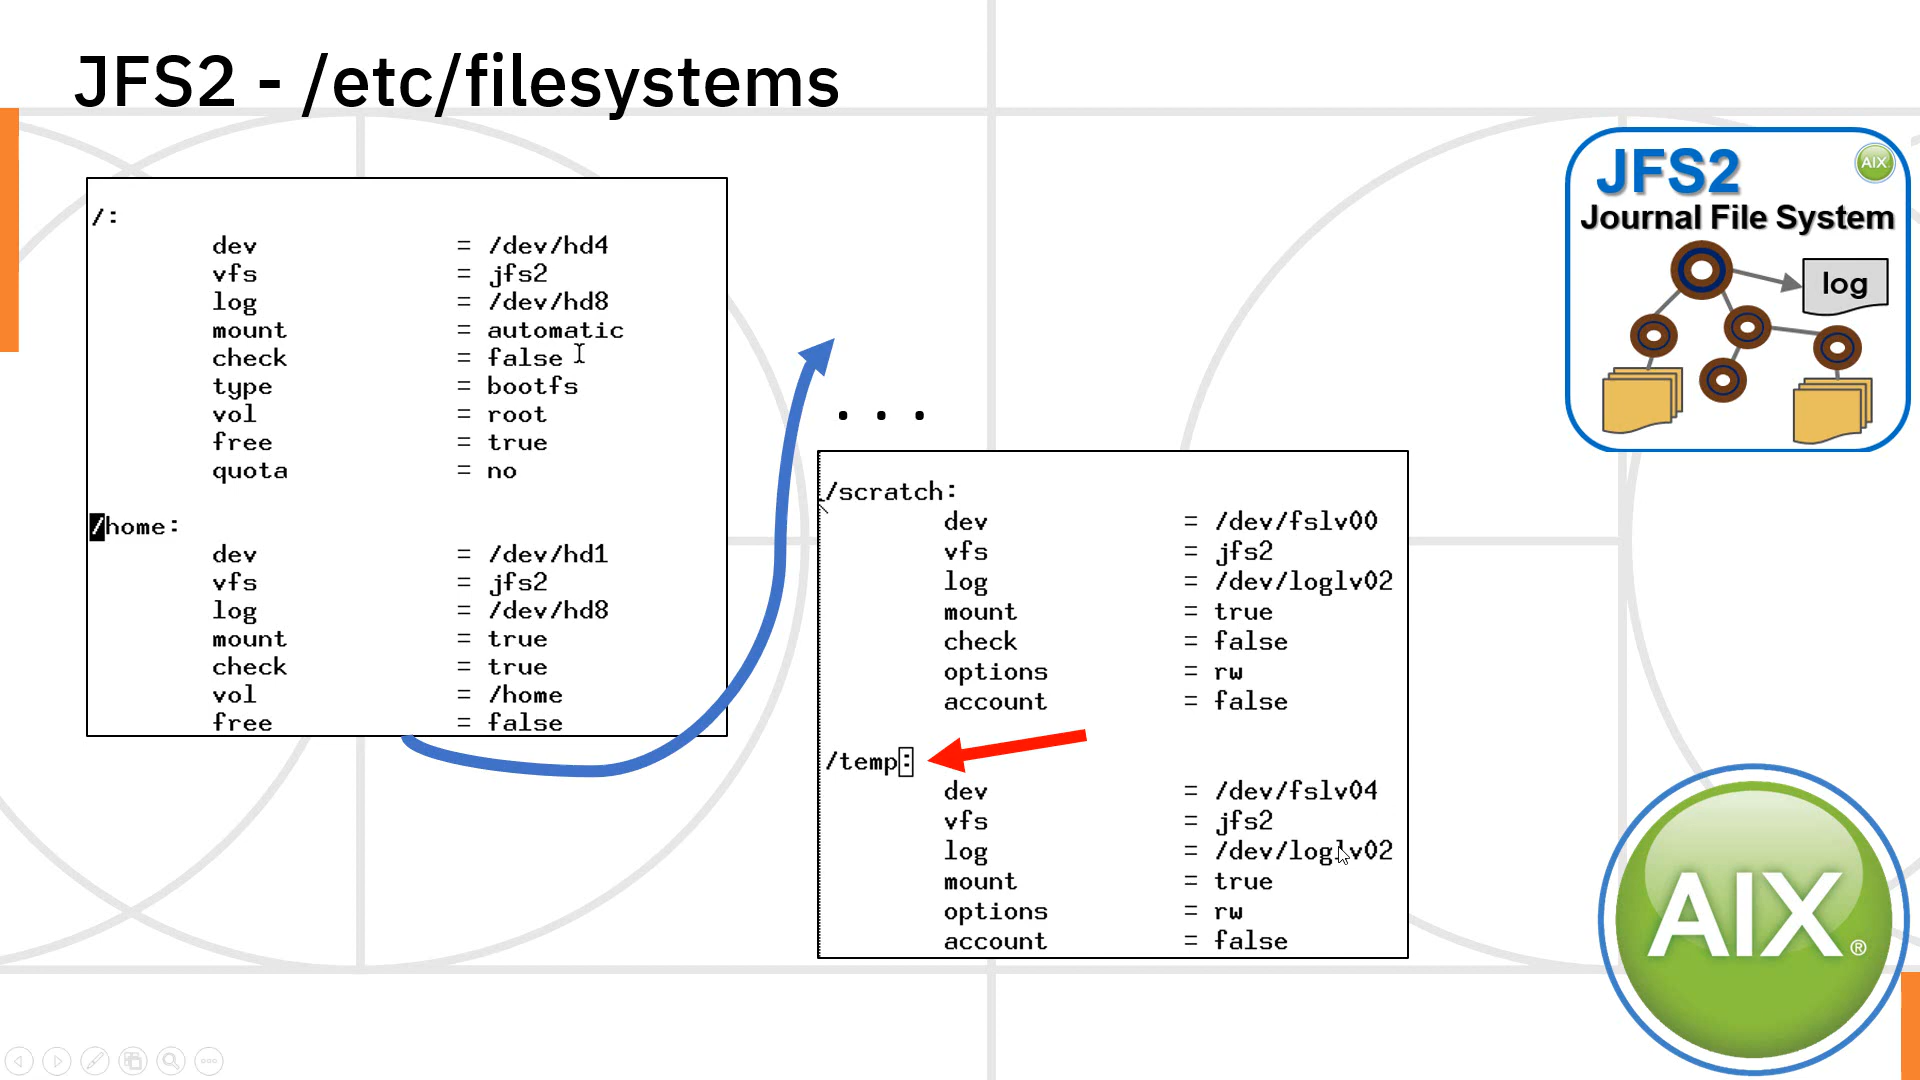 JFS2 - /etc/filesystems
/:
dev = /dev/hd4
vfs = jfs2
log = /dev/hd8
mount = automatic
check = false
type = bootfs
vol = root
free = true
quota = no
/home:
dev = /dev/hd1
vfs = jfs2
log = /dev/hd8
mount = true
check = true
vol = /home
free = false
. . .
/scratch:
dev = /dev/fslv00
vfs = jfs2
log = /dev/loglv02
mount = true
check = false
options = rw
account = false
/temp:
dev = /dev/fslv04
vfs = jfs2
log = /dev/loglv02
mount = true
options = rw
account = false
JFS2
AIX
Journal File System
log
AIX®